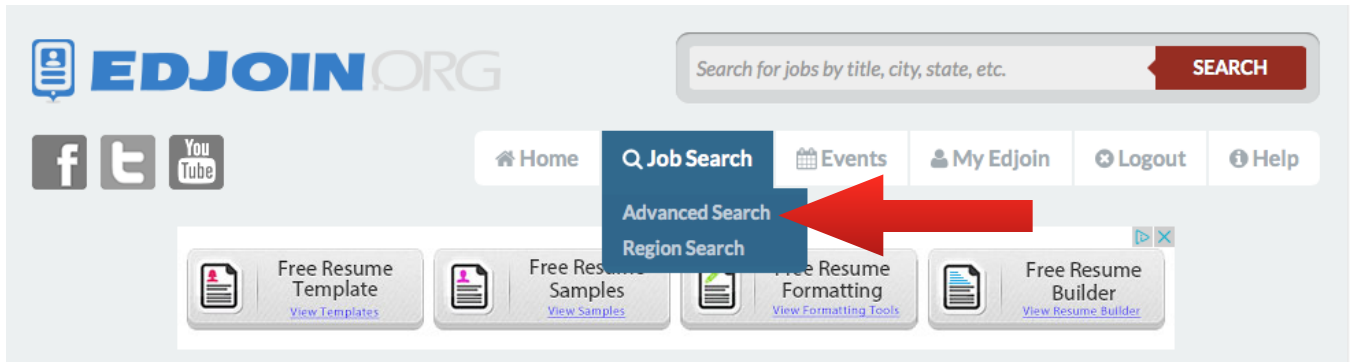 EDJOIN.ORG
Search for jobs by title, city, state, etc.
SEARCH
f t You
Tube
Home Job Search Events My Edjoin Logout Help
Advanced Search
Region Search
Free Resume
Template
View Templates
Free Res
Samples
View Samples
Free Resume
Formatting
View Formatting Tools
Free Resume
Builder
View Resume Builder